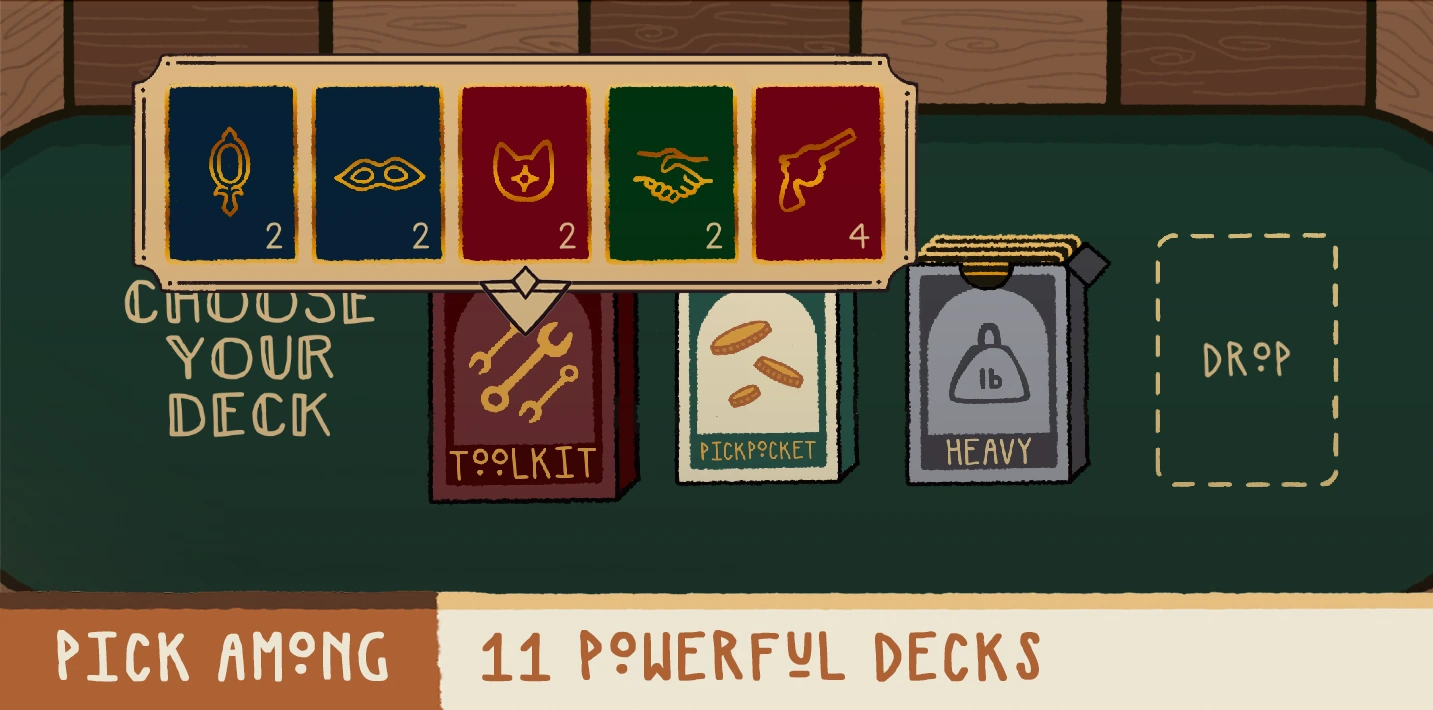 2 2 2 2 4
CHOOSE
YOUR
DECK
TOOLKIT
PICKPOCKET
lb
HEAVY
DROP
PICK AMONG 11 POWERFUL DECKS